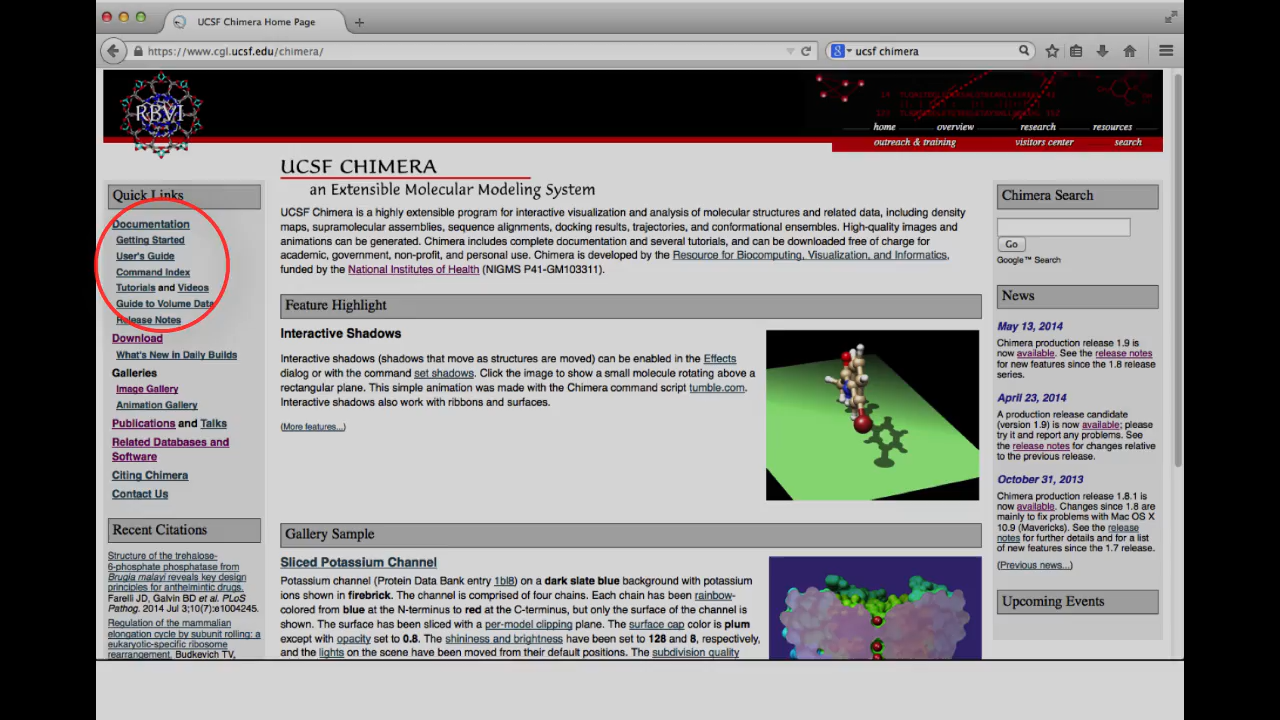 UCSF Chimera Home Page
https://www.cgl.ucsf.edu/chimera/
ucsf chimera
RBVI
home overview research resources
outreach & training visitors center search
UCSF CHIMERA
an Extensible Molecular Modeling System
UCSF Chimera is a highly extensible program for interactive visualization and analysis of molecular structures and related data, including density
maps, supramolecular assemblies, sequence alignments, docking results, trajectories, and conformational ensembles. High-quality images and
animations can be generated. Chimera includes complete documentation and several tutorials, and can be downloaded free of charge for
academic, government, non-profit, and personal use. Chimera is developed by the Resource for Biocomputing, Visualization, and Informatics,
funded by the National Institutes of Health (NIGMS P41-GM103311).
Quick Links
Documentation
Getting Started
User's Guide
Command Index
Tutorials and Videos
Guide to Volume Data
Release Notes
Download
What's New in Daily Builds
Galleries
Image Gallery
Animation Gallery
Publications and Talks
Related Databases and
Software
Citing Chimera
Contact Us
Recent Citations
Structure of the trehalose-
6-phosphate phosphatase from
Brugia malayi reveals key design
principles for anthelmintic drugs.
Farelli JD, Galvin BD et al. PLoS
Pathog. 2014 Jul 3;10(7):e1004245.
Regulation of the mammalian
elongation cycle by subunit rolling: a
eukaryotic-specific ribosome
rearrangement. Budkevich TV,
Feature Highlight
Interactive Shadows
Interactive shadows (shadows that move as structures are moved) can be enabled in the Effects
dialog or with the command set shadows. Click the image to show a small molecule rotating above a
rectangular plane. This simple animation was made with the Chimera command script tumble.com.
Interactive shadows also work with ribbons and surfaces.
(More features...)
Gallery Sample
Sliced Potassium Channel
Potassium channel (Protein Data Bank entry 1bl8) on a dark slate blue background with potassium
ions shown in firebrick. The channel is comprised of four chains. Each chain has been rainbow-
colored from blue at the N-terminus to red at the C-terminus, but only the surface of the channel is
shown. The surface has been sliced with a per-model clipping plane. The surface cap color is plum
except with opacity set to 0.8. The shininess and brightness have been set to 128 and 8, respectively,
and the lights on the scene have been moved from their default positions. The subdivision quality
Chimera Search
Go
Google™ Search
News
May 13, 2014
Chimera production release 1.9 is
now available. See the release notes
for new features since the 1.8 release
series.
April 23, 2014
A production release candidate
(version 1.9) is now available; please
try it and report any problems. See
the release notes for changes relative
to the previous release.
October 31, 2013
Chimera production release 1.8.1 is
now available. Changes since 1.8 are
mainly to fix problems with Mac OS X
10.9 (Mavericks). See the release
notes for further details and for a list
of new features since the 1.7 release.
(Previous news...)
Upcoming Events